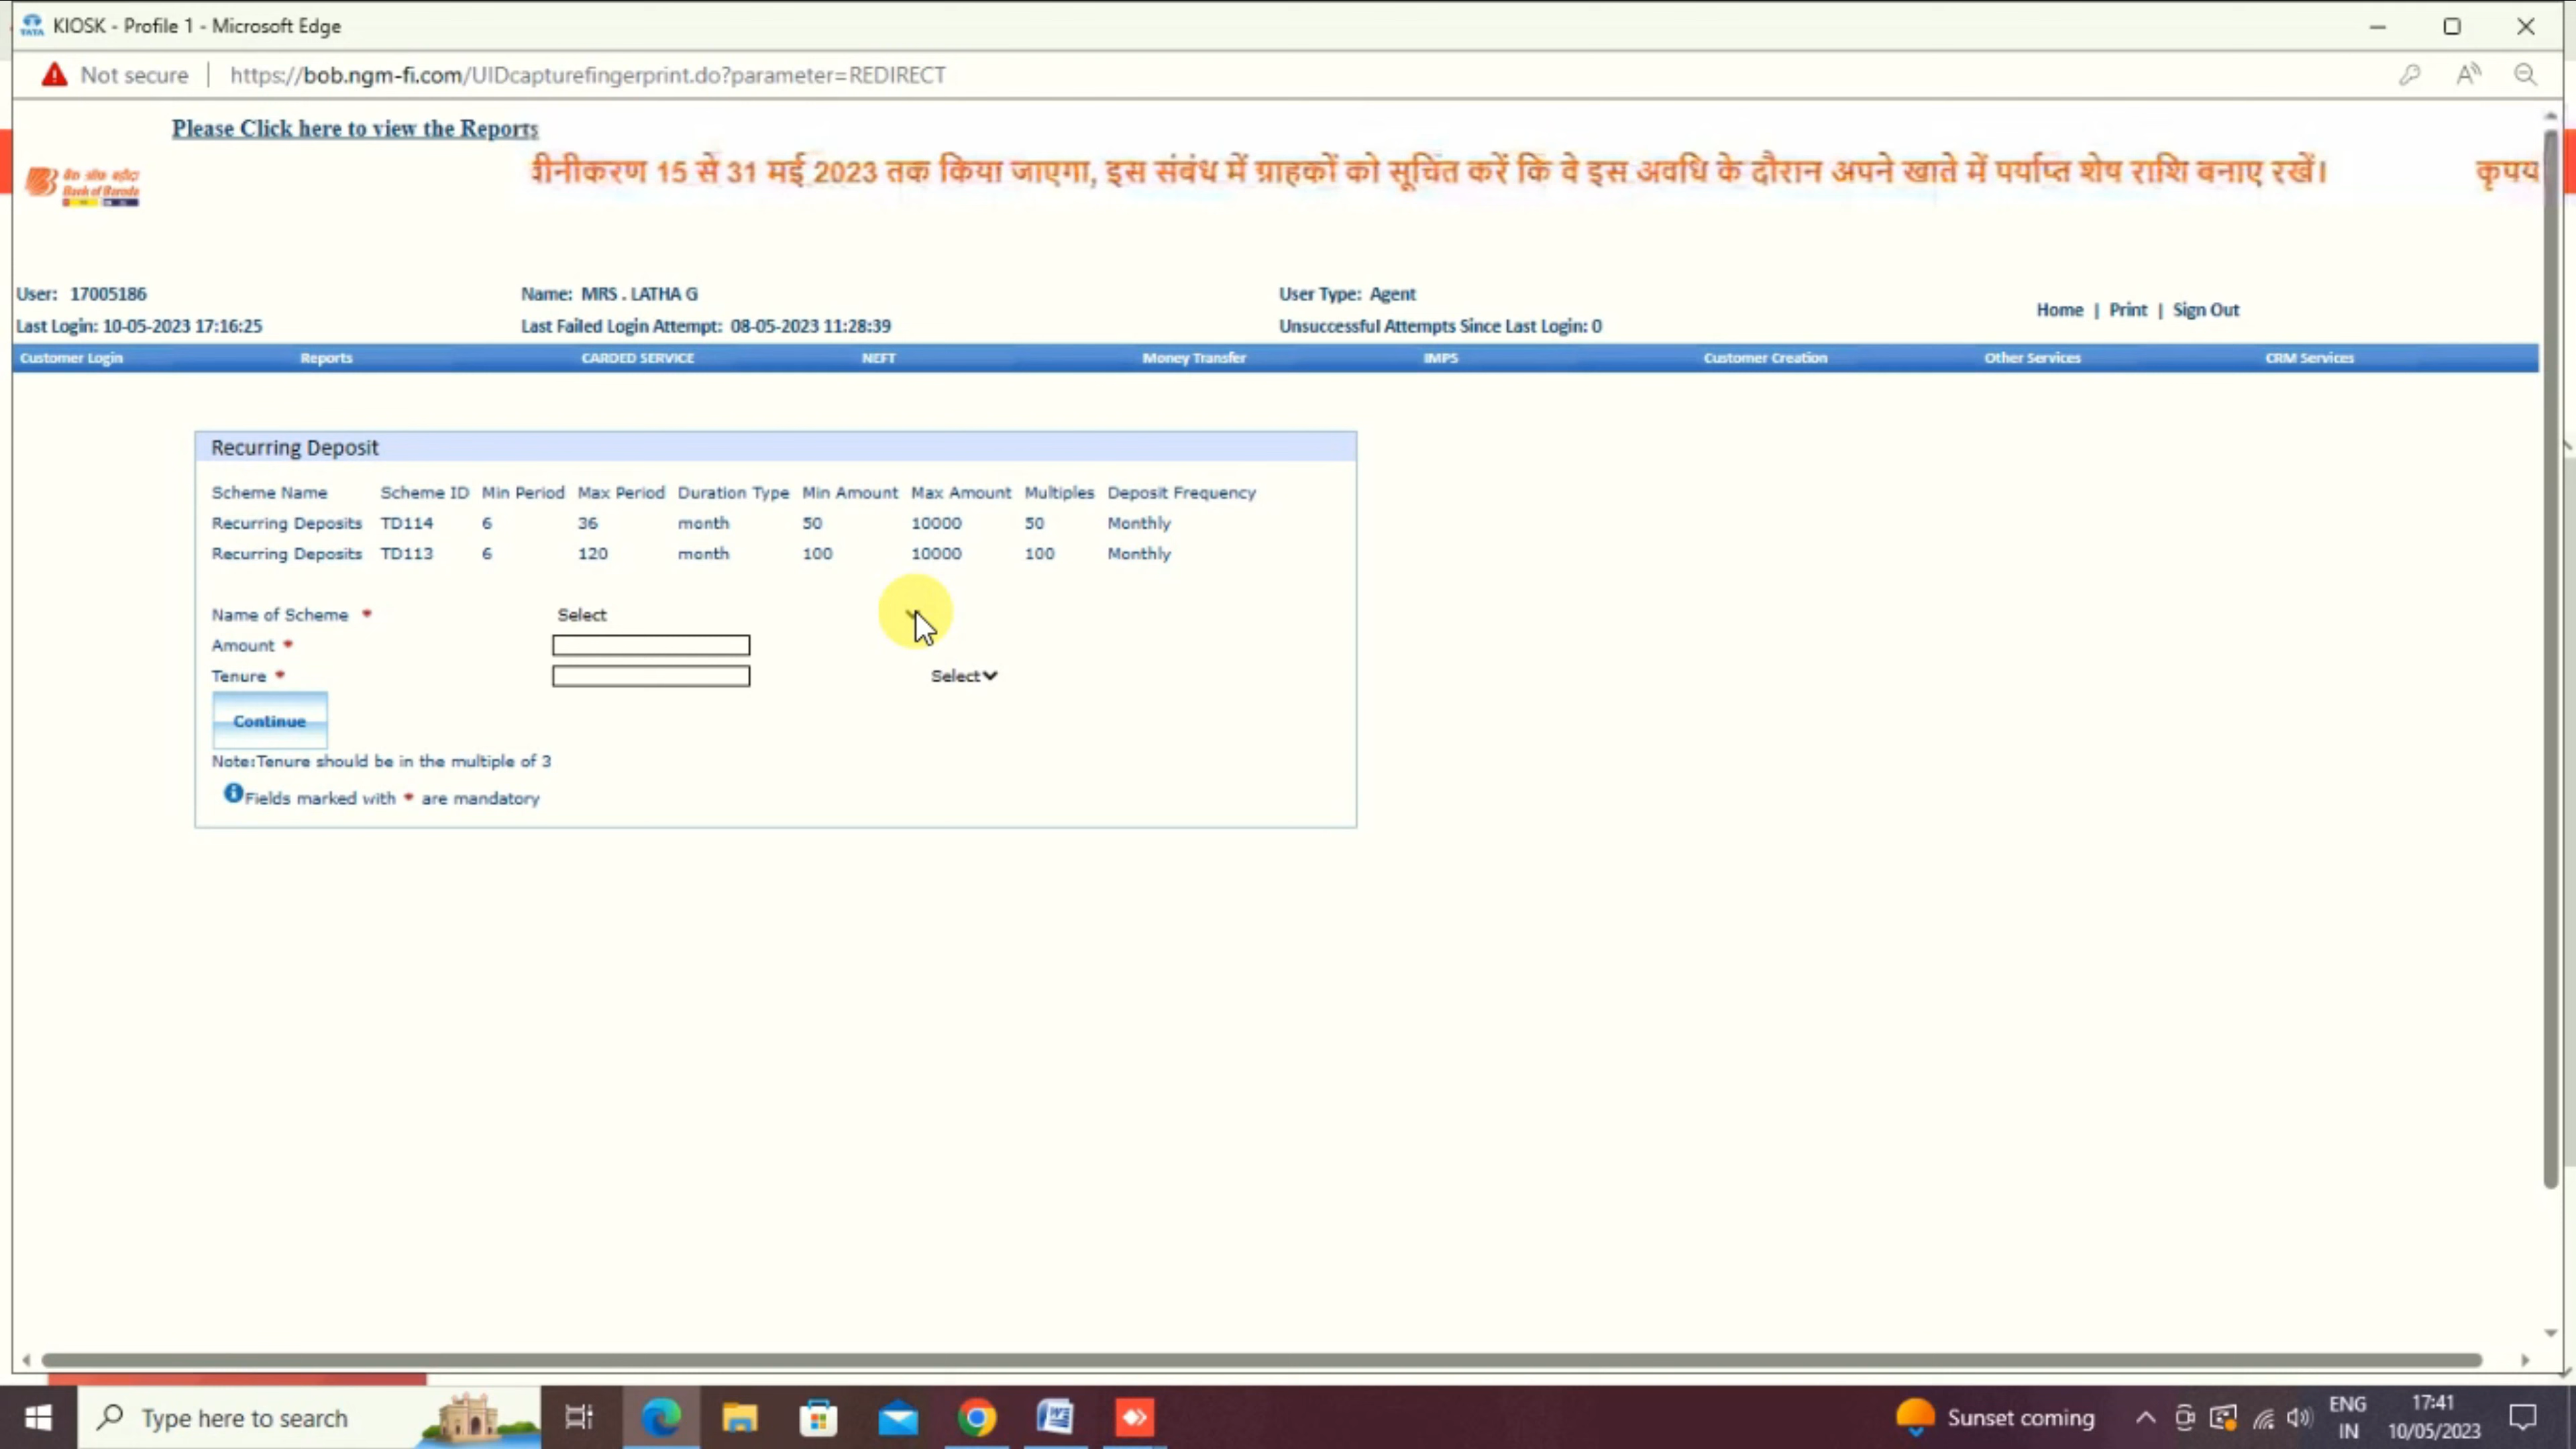 KIOSK - Profile 1 - Microsoft Edge
Not secure | https://bob.ngm-fi.com/UIDcapturefingerprint.do?parameter=REDIRECT
Please Click here to view the Reports
बैंक ऑफ़ बड़ौदा
Bank of Baroda
वीनीकरण 15 से 31 मई 2023 तक किया जाएगा, इस संबंध में ग्राहकों को सूचित करें कि वे इस अवधि के दौरान अपने खाते में पर्याप्त शेष राशि बनाए रखें। कृपय
User: 17005186 Name: MRS . LATHA G User Type: Agent
Home | Print | Sign Out
Last Login: 10-05-2023 17:16:25 Last Failed Login Attempt: 08-05-2023 11:28:39 Unsuccessful Attempts Since Last Login: 0
Customer Login Reports CARDED SERVICE NEFT Money Transfer IMPS Customer Creation Other Services CRM Services
Recurring Deposit
Scheme Name Scheme ID Min Period Max Period Duration Type Min Amount Max Amount Multiples Deposit Frequency
Recurring Deposits TD114 6 36 month 50 10000 50 Monthly
Recurring Deposits TD113 6 120 month 100 10000 100 Monthly
Name of Scheme * Select
Amount *
Tenure * Select
Continue
Note:Tenure should be in the multiple of 3
Fields marked with * are mandatory
Type here to search
Sunset coming
ENG
IN
17:41
10/05/2023